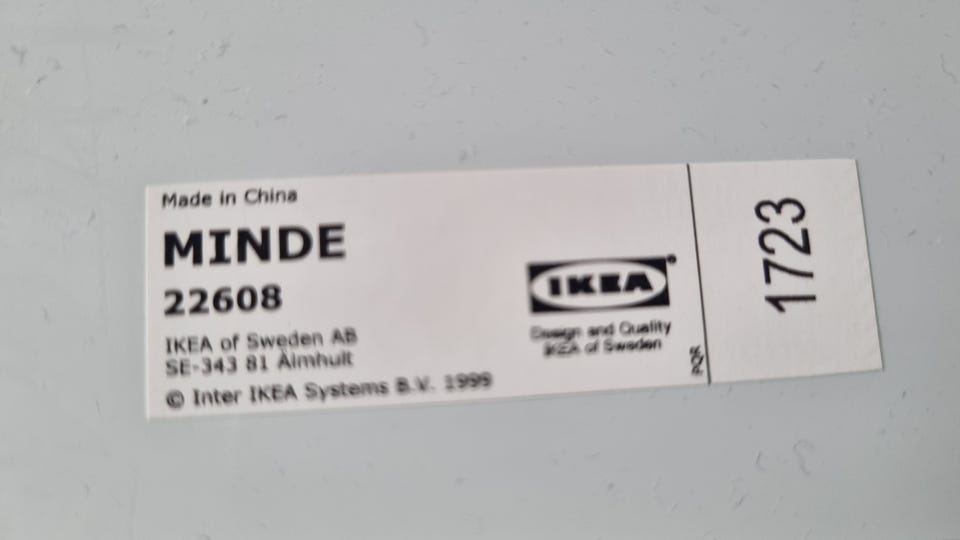 Made in China
MINDE
22608
IKEA of Sweden AB
SE-343 81 Älmhult
© Inter IKEA Systems B.V. 1999
IKEA®
Design and Quality
IKEA of Sweden
1723